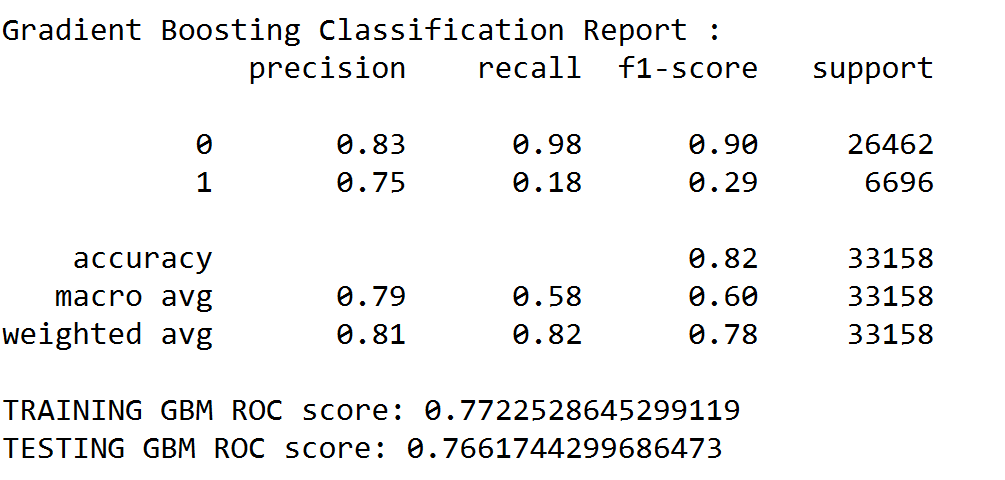 Gradient Boosting Classification Report :
precision recall f1-score support
0 0.83 0.98 0.90 26462
1 0.75 0.18 0.29 6696
accuracy 0.82 33158
macro avg 0.79 0.58 0.60 33158
weighted avg 0.81 0.82 0.78 33158
TRAINING GBM ROC score: 0.7722528645299119
TESTING GBM ROC score: 0.7661744299686473